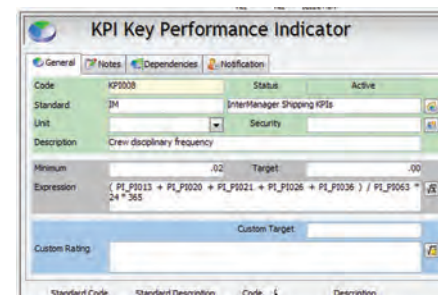 KPI Key Performance Indicator
General Notes Dependencies Notification
Code KPI008 Status Active
Standard IM InterManager Shipping KPIs
Unit Security
Description Crew disciplinary frequency
Minimum .02 Target .00
Expression ( PI_PI013 + PI_PI020 + PI_PI021 + PI_PI026 + PI_PI036 ) / PI_PI063 *
24 * 365
Custom Target
Custom Rating
Standard Code Standard Description Code Description